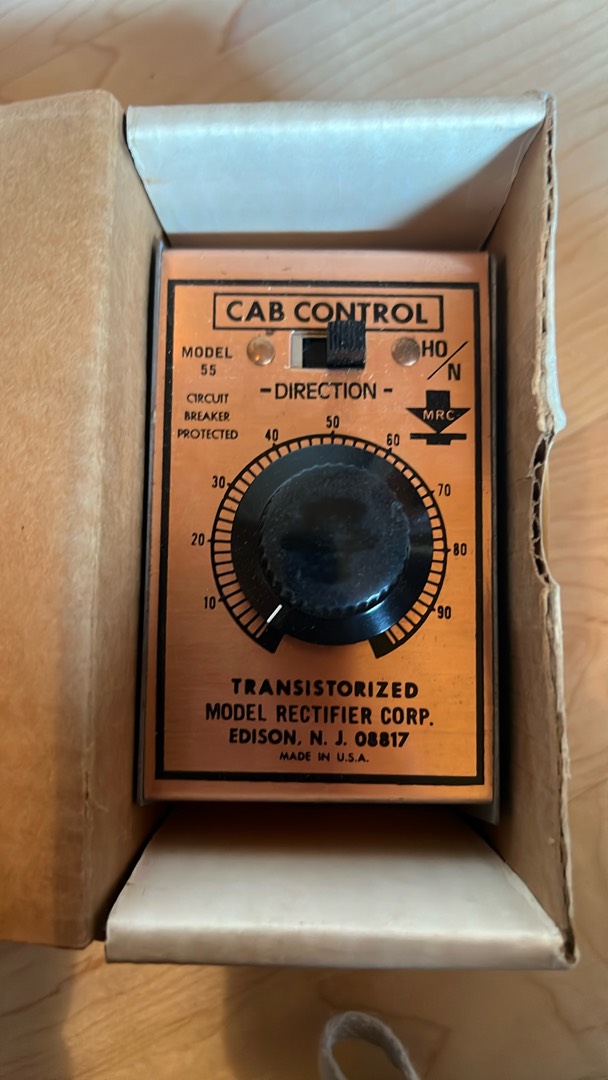 CAB CONTROL
MODEL
55
HO/N
-DIRECTION-
CIRCUIT
BREAKER
PROTECTED
MRC
10 20 30 40 50 60 70 80 90
TRANSISTORIZED
MODEL RECTIFIER CORP.
EDISON, N. J. 08817
MADE IN U.S.A.